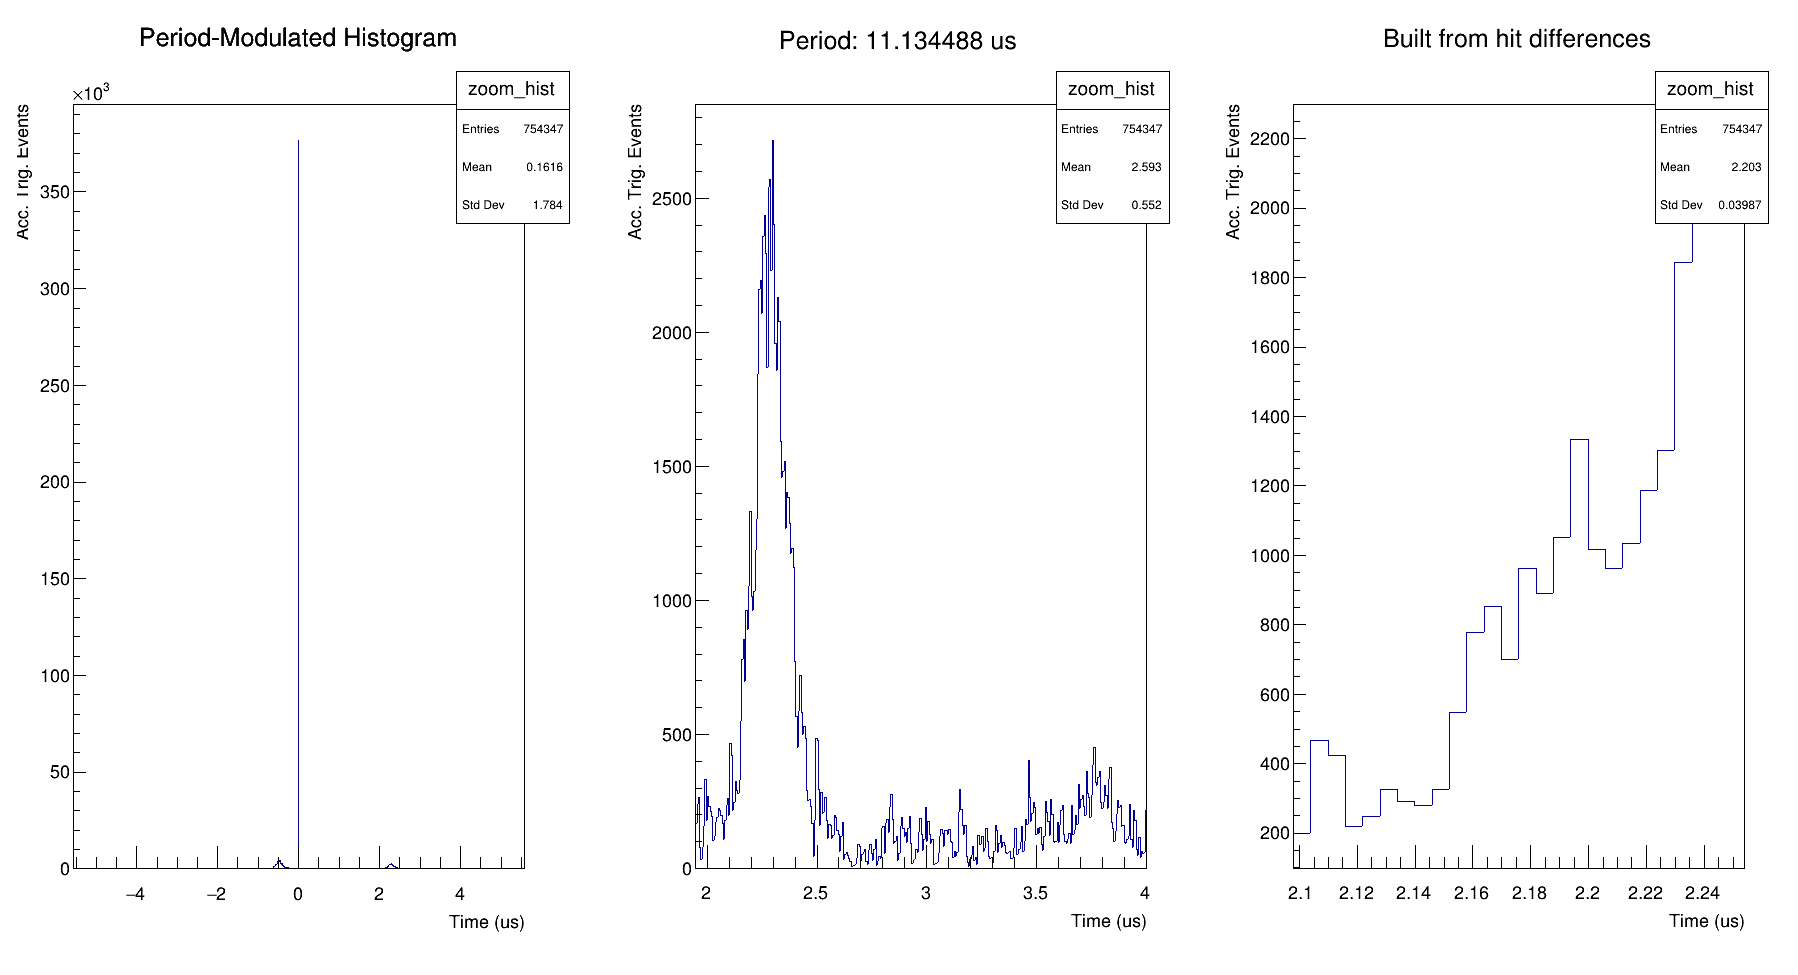 Period-Modulated Histogram
×10³
Acc. Trig. Events
zoom_hist
Entries 754347
Mean 0.1616
Std Dev 1.784
350
300
250
200
150
100
50
0
−4 −2 0 2 4
Time (us)
Period: 11.134488 us
Acc. Trig. Events
zoom_hist
Entries 754347
Mean 2.593
Std Dev 0.552
2500
2000
1500
1000
500
0
2 2.5 3 3.5 4
Time (us)
Built from hit differences
Acc. Trig. Events
zoom_hist
Entries 754347
Mean 2.203
Std Dev 0.03987
2200
2000
1800
1600
1400
1200
1000
800
600
400
200
2.1 2.12 2.14 2.16 2.18 2.2 2.22 2.24
Time (us)